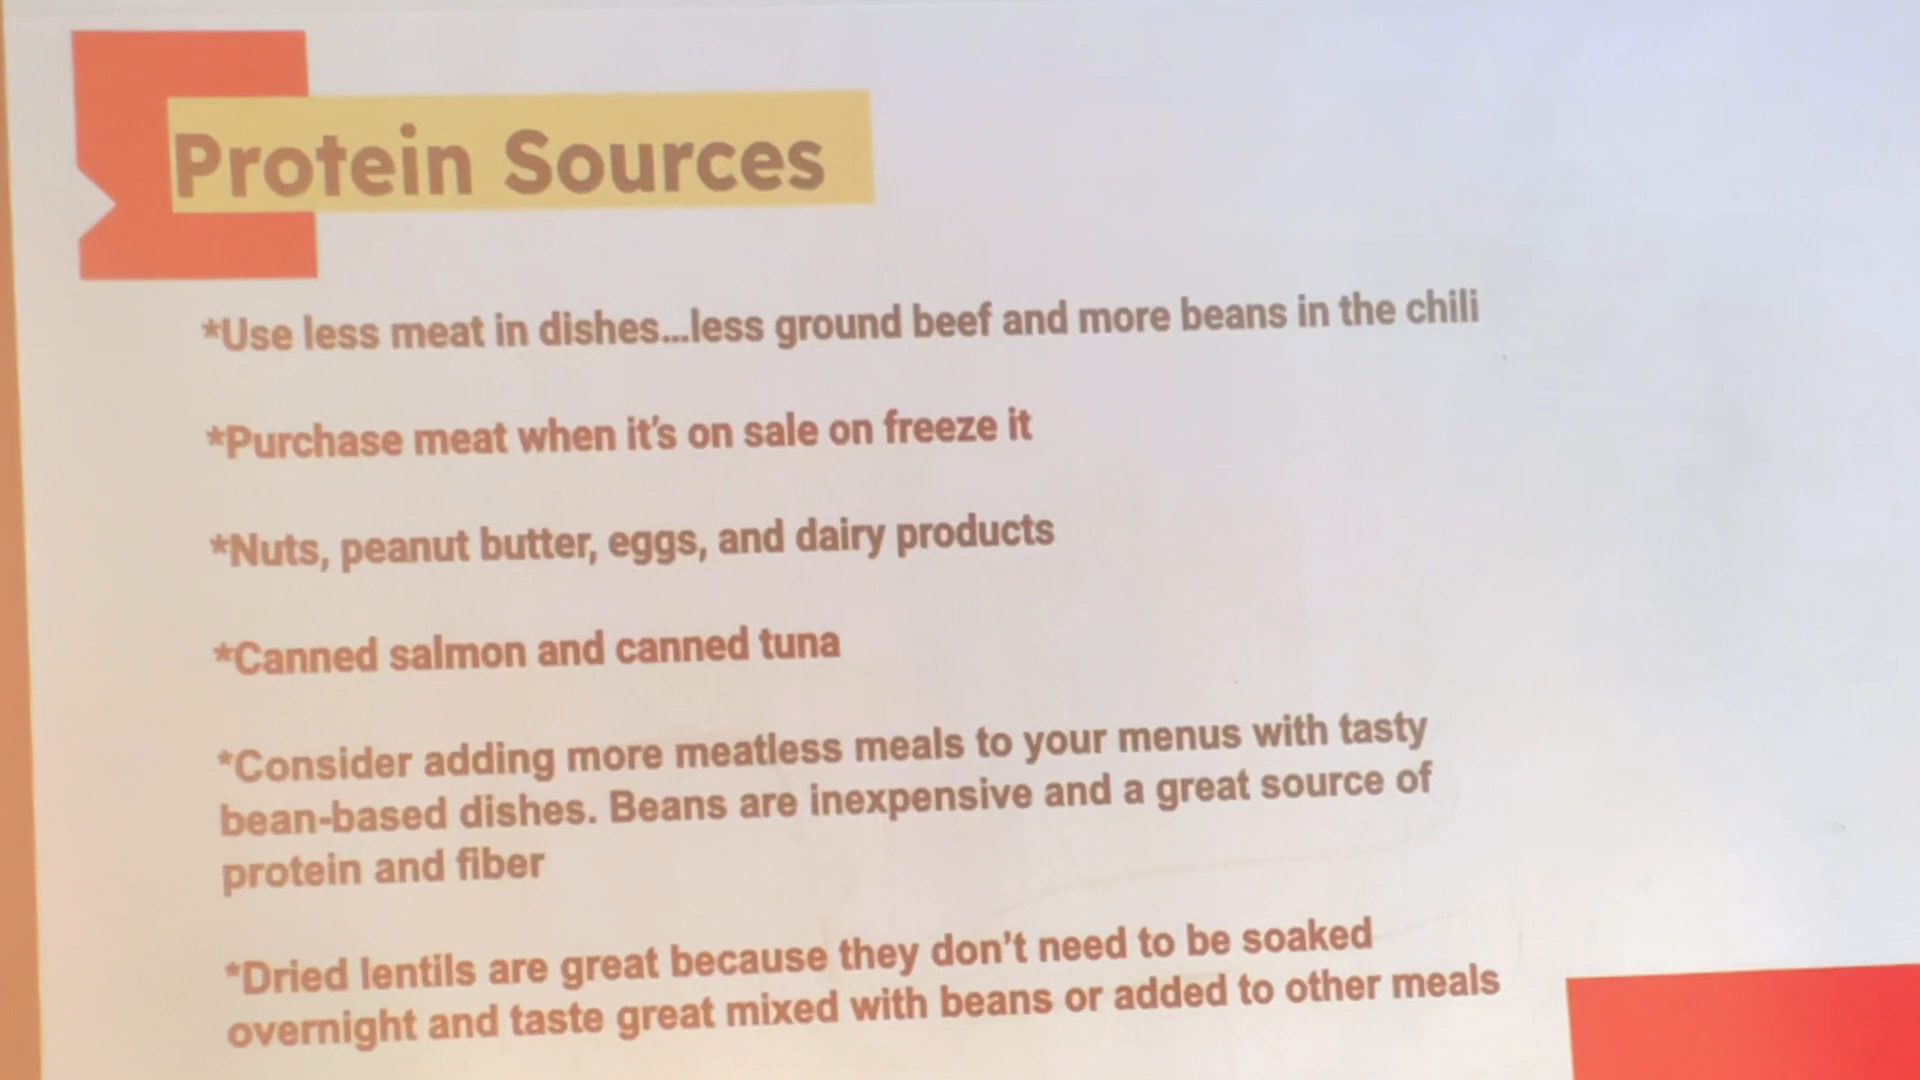 Protein Sources
*Use less meat in dishes...less ground beef and more beans in the chili
*Purchase meat when it's on sale on freeze it
*Nuts, peanut butter, eggs, and dairy products
*Canned salmon and canned tuna
*Consider adding more meatless meals to your menus with tasty
bean-based dishes. Beans are inexpensive and a great source of
protein and fiber
*Dried lentils are great because they don't need to be soaked
overnight and taste great mixed with beans or added to other meals